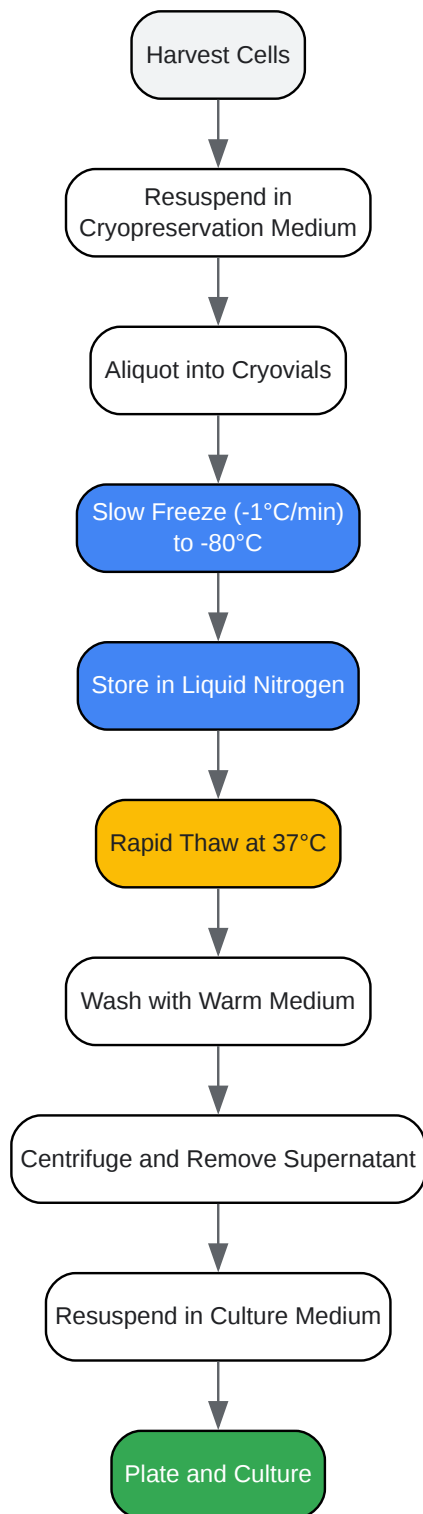 Harvest Cells
Resuspend in
Cryopreservation Medium
Aliquot into Cryovials
Slow Freeze (-1°C/min)
to -80°C
Store in Liquid Nitrogen
Rapid Thaw at 37°C
Wash with Warm Medium
Centrifuge and Remove Supernatant
Resuspend in Culture Medium
Plate and Culture